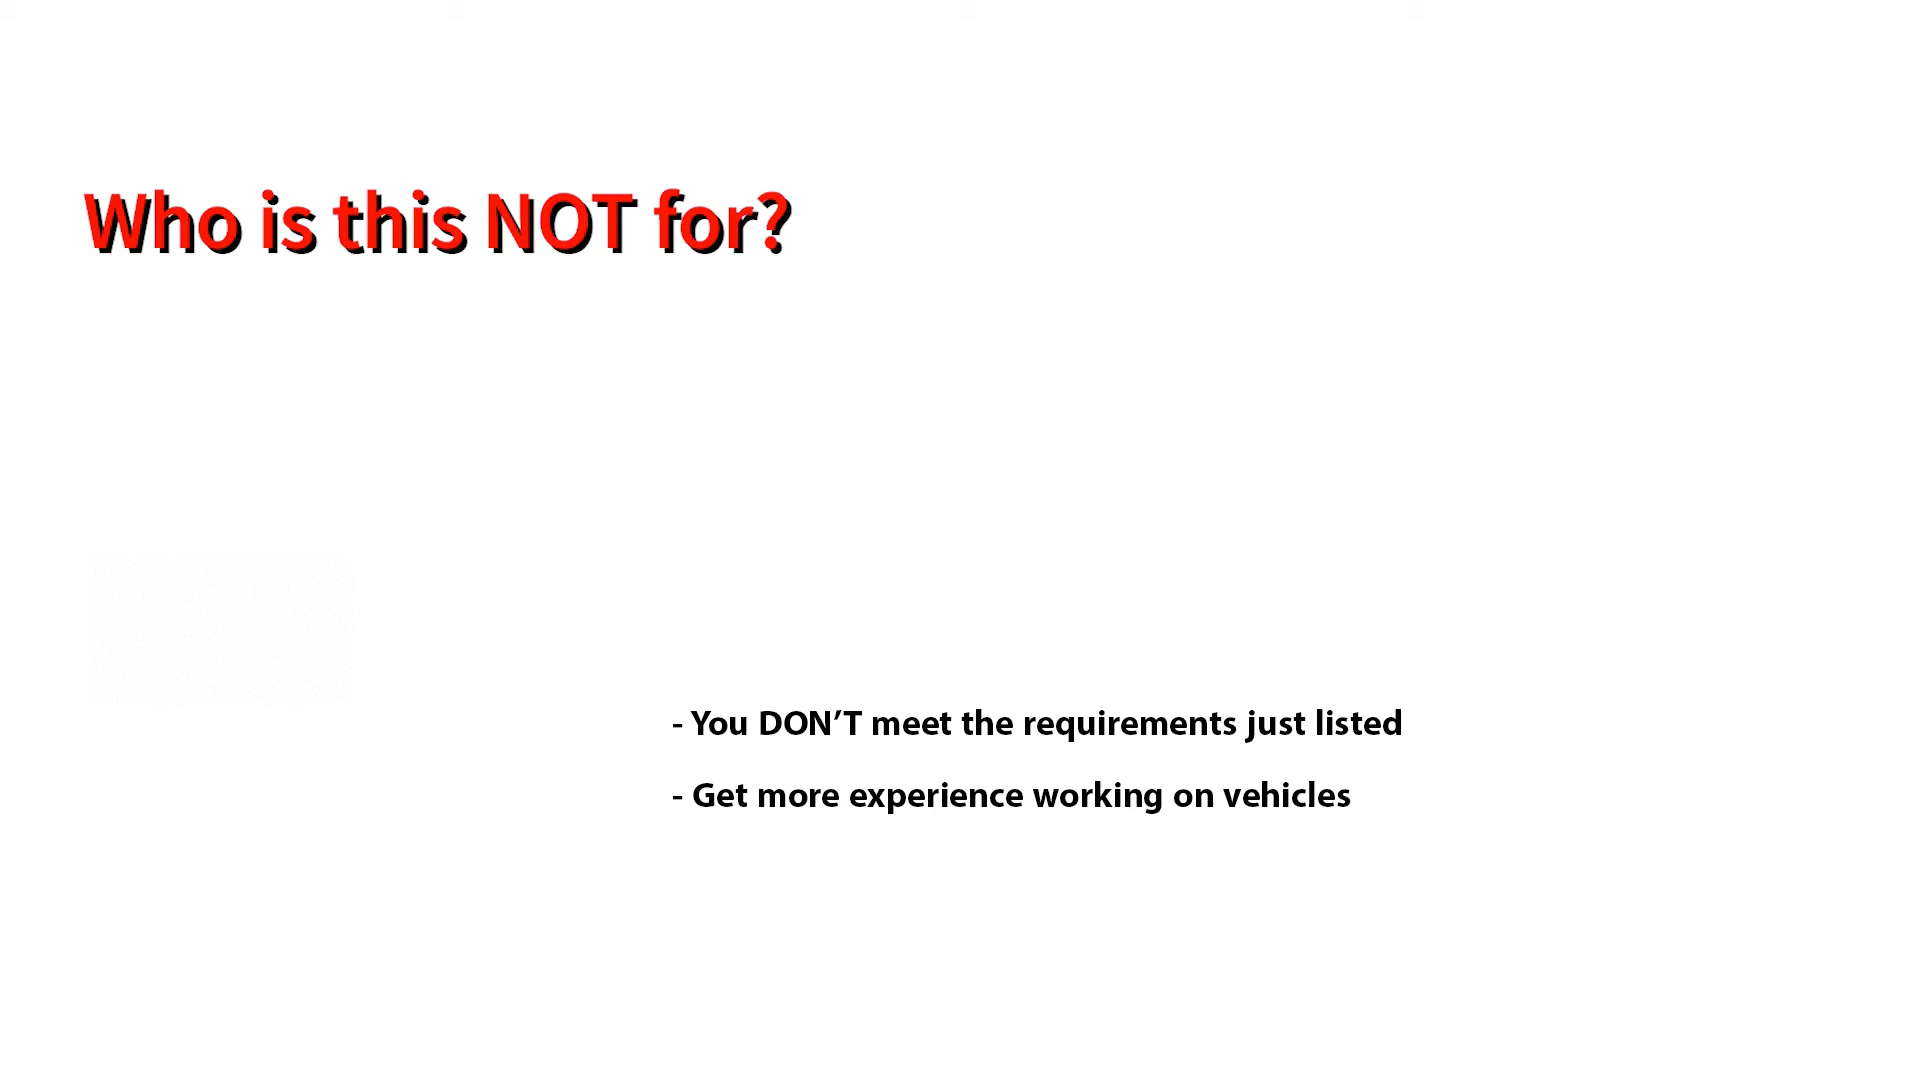 Who is this NOT for?
- You DON’T meet the requirements just listed
- Get more experience working on vehicles